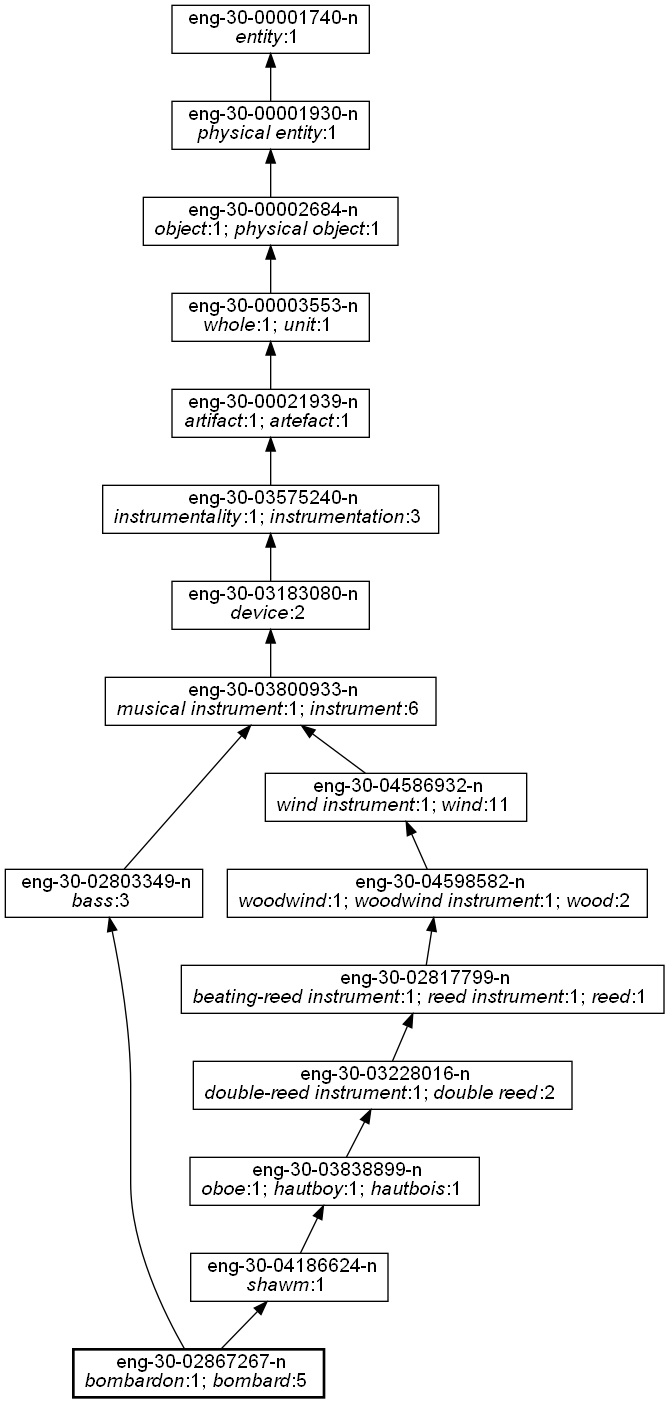 eng-30-00001740-n
entity:1
eng-30-00001930-n
physical entity:1
eng-30-00002684-n
object:1; physical object:1
eng-30-00003553-n
whole:1; unit:1
eng-30-00021939-n
artifact:1; artefact:1
eng-30-03575240-n
instrumentality:1; instrumentation:3
eng-30-03183080-n
device:2
eng-30-03800933-n
musical instrument:1; instrument:6
eng-30-04586932-n
wind instrument:1; wind:11
eng-30-02803349-n
bass:3
eng-30-04598582-n
woodwind:1; woodwind instrument:1; wood:2
eng-30-02817799-n
beating-reed instrument:1; reed instrument:1; reed:1
eng-30-03228016-n
double-reed instrument:1; double reed:2
eng-30-03838899-n
oboe:1; hautboy:1; hautbois:1
eng-30-04186624-n
shawm:1
eng-30-02867267-n
bombardon:1; bombard:5